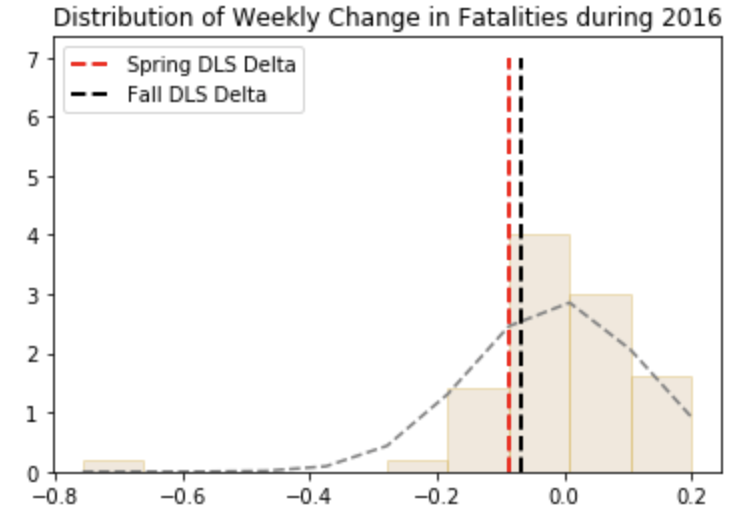 Distribution of Weekly Change in Fatalities during 2016
7
Spring DLS Delta
Fall DLS Delta
6
5
4
3
2
1
0
−0.8 −0.6 −0.4 −0.2 0.0 0.2